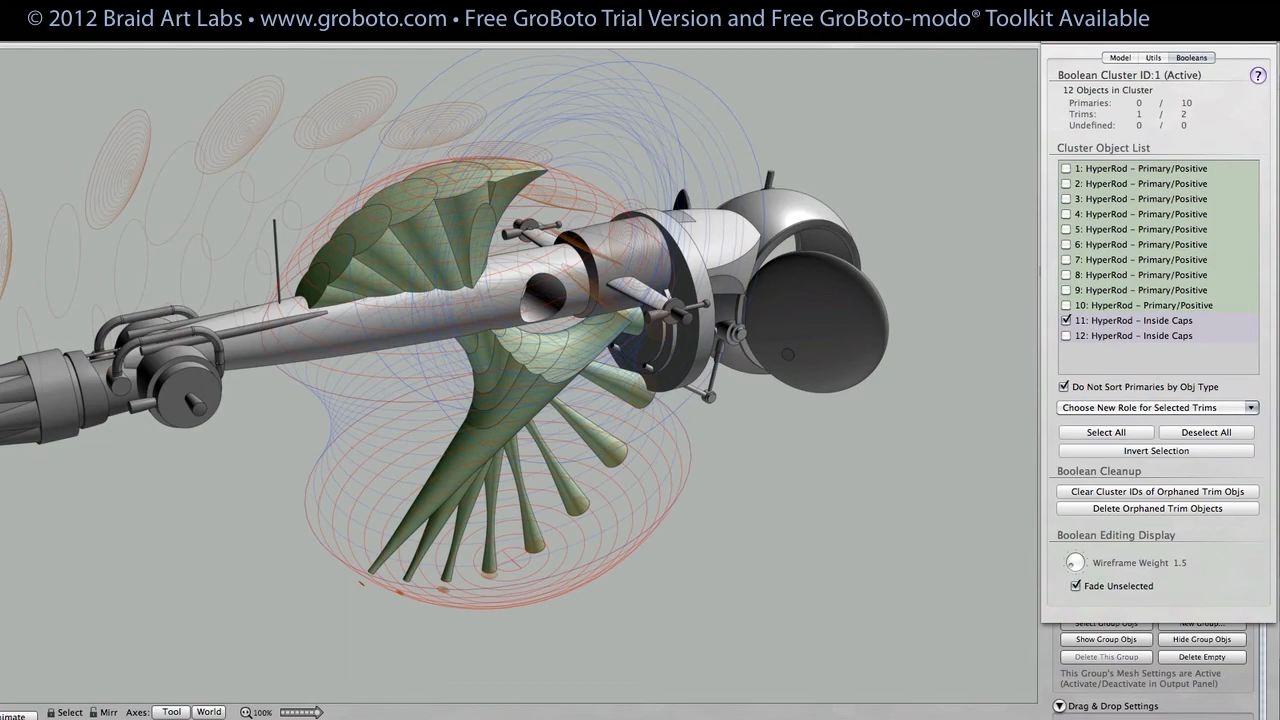 © 2012 Braid Art Labs • www.groboto.com • Free GroBoto Trial Version and Free GroBoto-modo® Toolkit Available
Model Utils Booleans
Boolean Cluster ID:1 (Active) ?
12 Objects in Cluster
Primaries: 0 / 10
Trims: 1 / 2
Undefined: 0 / 0
Cluster Object List
1: HyperRod - Primary/Positive
2: HyperRod - Primary/Positive
3: HyperRod - Primary/Positive
4: HyperRod - Primary/Positive
5: HyperRod - Primary/Positive
6: HyperRod - Primary/Positive
7: HyperRod - Primary/Positive
8: HyperRod - Primary/Positive
9: HyperRod - Primary/Positive
10: HyperRod - Primary/Positive
11: HyperRod - Inside Caps
12: HyperRod - Inside Caps
Do Not Sort Primaries by Obj Type
Choose New Role for Selected Trims
Select All Deselect All
Invert Selection
Boolean Cleanup
Clear Cluster IDs of Orphaned Trim Objs
Delete Orphaned Trim Objects
Boolean Editing Display
Wireframe Weight 1.5
Fade Unselected
Select Group Objs New Group...
Show Group Objs Hide Group Objs
Delete This Group Delete Empty
This Group's Mesh Settings are Active
(Activate/Deactivate in Output Panel)
Drag & Drop Settings
imate Select Mirr Axes: Tool World 100%